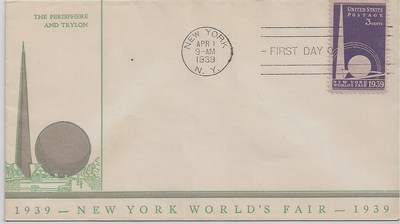 THE PERISPHERE
AND TRYLON
NEW YORK
APR 1
9-AM
1939
N. Y.
FIRST DAY O
UNITED STATES
POSTAGE
3 CENTS
NEW YORK
WORLD'S FAIR 1939
1939 — NEW YORK WORLD'S FAIR — 1939